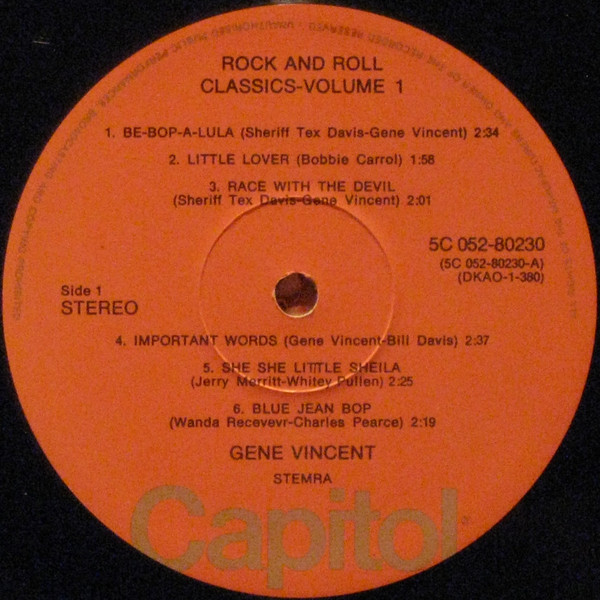 ROCK AND ROLL
CLASSICS-VOLUME 1
1. BE-BOP-A-LULA (Sheriff Tex Davis-Gene Vincent) 2:34
2. LITTLE LOVER (Bobbie Carrol) 1:58
3. RACE WITH THE DEVIL
(Sheriff Tex Davis-Gene Vincent) 2:01
5C 052-80230
(5C 052-80230-A)
(DKAO-1-380)
Side 1
STEREO
4. IMPORTANT WORDS (Gene Vincent-Bill Davis) 2:37
5. SHE SHE LITTLE SHEILA
(Jerry Merritt-Whitey Pullen) 2:25
6. BLUE JEAN BOP
(Wanda Recevevr-Charles Pearce) 2:19
GENE VINCENT
STEMRA
Capitol